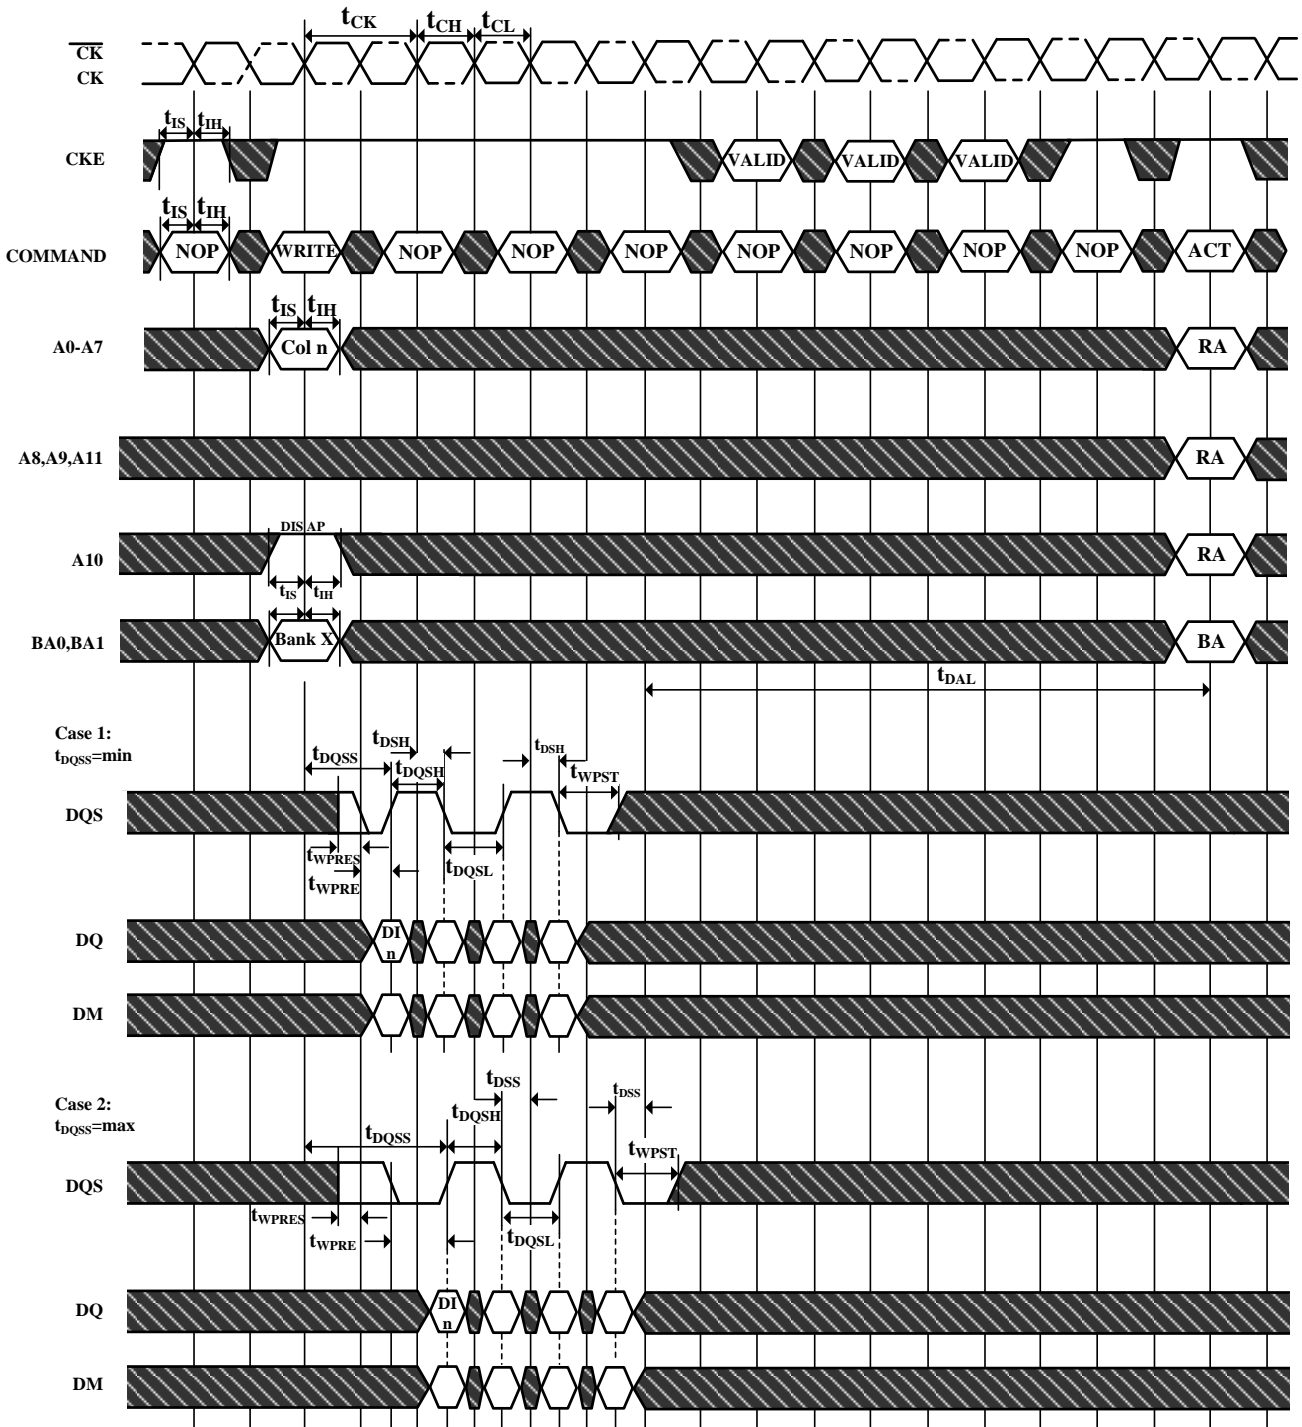 tCK tCH tCL
CK
CK
tIS tIH
CKE VALID VALID VALID
tIS tIH
COMMAND NOP WRITE NOP NOP NOP NOP NOP NOP NOP ACT
tIS tIH
A0-A7 Col n RA
A8,A9,A11 RA
DIS AP
A10 RA
tIS tIH
BA0,BA1 Bank X BA
tDAL
Case 1:
tDQSS=min
tDSH tDSH
tDQSS tDQSH tWPST
DQS
tWPRES tDQSL
tWPRE
DQ DI
n
DM
tDSS tDSS
Case 2:
tDQSS=max
tDQSH
tDQSS tWPST
DQS
tWPRES
tWPRE tDQSL
DQ DI
n
DM